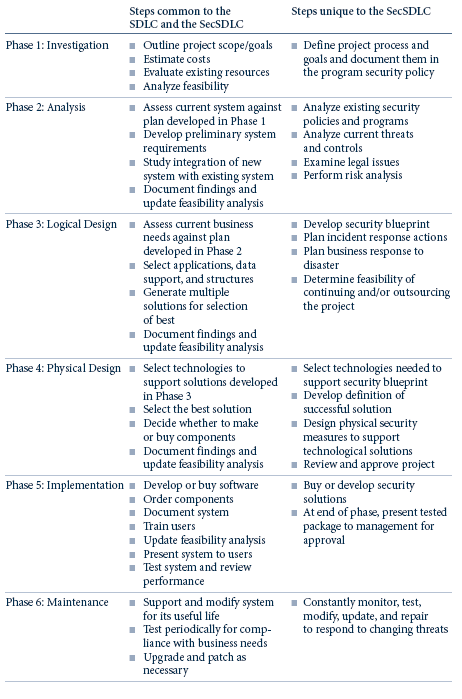 Steps common to the
SDLC and the SecSDLC
Steps unique to the SecSDLC
Phase 1: Investigation
Outline project scope/goals
Estimate costs
Evaluate existing resources
Analyze feasibility
Define project process and
goals and document them in
the program security policy
Phase 2: Analysis
Assess current system against
plan developed in Phase 1
Develop preliminary system
requirements
Study integration of new
system with existing system
Document findings and
update feasibility analysis
Analyze existing security
policies and programs
Analyze current threats
and controls
Examine legal issues
Perform risk analysis
Phase 3: Logical Design
Assess current business
needs against plan
developed in Phase 2
Select applications, data
support, and structures
Generate multiple
solutions for selection
of best
Document findings and
update feasibility analysis
Develop security blueprint
Plan incident response actions
Plan business response to
disaster
Determine feasibility of
continuing and/or outsourcing
the project
Phase 4: Physical Design
Select technologies to
support solutions developed
in Phase 3
Select the best solution
Decide whether to make
or buy components
Document findings and
update feasibility analysis
Select technologies needed to
support security blueprint
Develop definition of
successful solution
Design physical security
measures to support
technological solutions
Review and approve project
Phase 5: Implementation
Develop or buy software
Order components
Document system
Train users
Update feasibility analysis
Present system to users
Test system and review
performance
Buy or develop security
solutions
At end of phase, present tested
package to management for
approval
Phase 6: Maintenance
Support and modify system
for its useful life
Test periodically for comp-
liance with business needs
Upgrade and patch as
necessary
Constantly monitor, test,
modify, update, and repair
to respond to changing threats